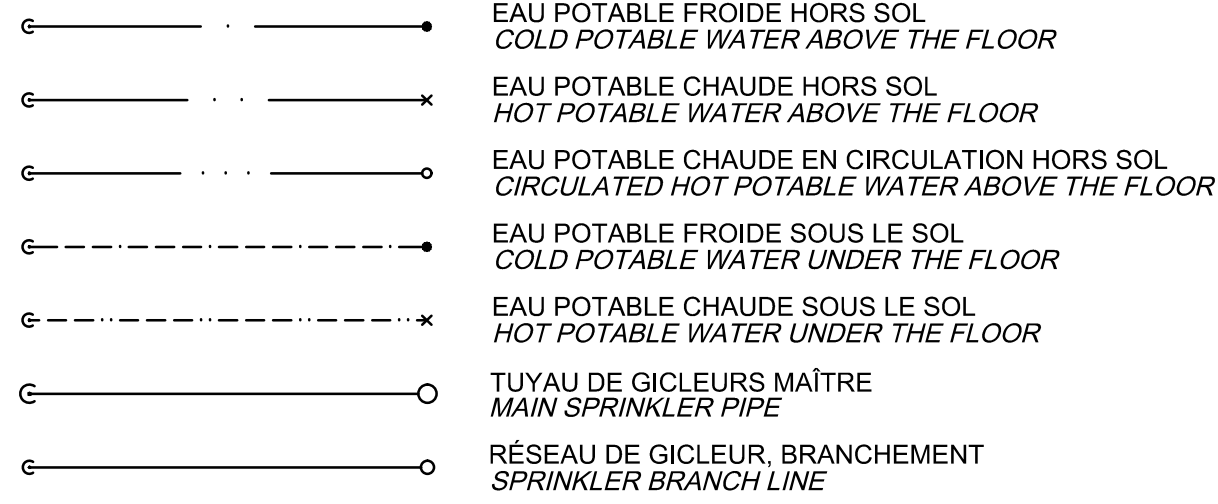 EAU POTABLE FROIDE HORS SOL
COLD POTABLE WATER ABOVE THE FLOOR
EAU POTABLE CHAUDE HORS SOL
HOT POTABLE WATER ABOVE THE FLOOR
EAU POTABLE CHAUDE EN CIRCULATION HORS SOL
CIRCULATED HOT POTABLE WATER ABOVE THE FLOOR
EAU POTABLE FROIDE SOUS LE SOL
COLD POTABLE WATER UNDER THE FLOOR
EAU POTABLE CHAUDE SOUS LE SOL
HOT POTABLE WATER UNDER THE FLOOR
TUYAU DE GICLEURS MAÎTRE
MAIN SPRINKLER PIPE
RÉSEAU DE GICLEUR, BRANCHEMENT
SPRINKLER BRANCH LINE